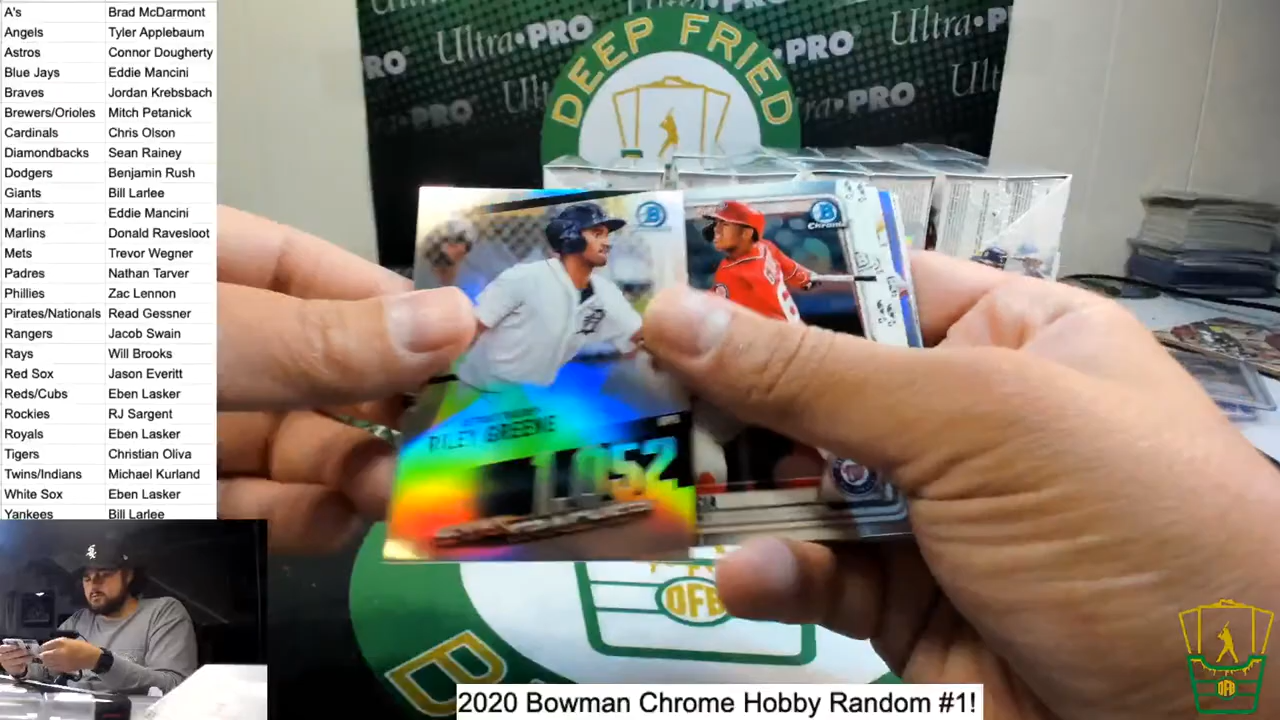 A's Brad McDarmont
Angels Tyler Applebaum
Astros Connor Dougherty
Blue Jays Eddie Mancini
Braves Jordan Krebsbach
Brewers/Orioles Mitch Petanick
Cardinals Chris Olson
Diamondbacks Sean Rainey
Dodgers Benjamin Rush
Giants Bill Larlee
Mariners Eddie Mancini
Marlins Donald Ravesloot
Mets Trevor Wegner
Padres Nathan Tarver
Phillies Zac Lennon
Pirates/Nationals Read Gessner
Rangers Jacob Swain
Rays Will Brooks
Red Sox Jason Everitt
Reds/Cubs Eben Lasker
Rockies RJ Sargent
Royals Eben Lasker
Tigers Christian Oliva
Twins/Indians Michael Kurland
White Sox Eben Lasker
Yankees Bill Larlee
Ultra•PRO
PRO
Ultra•PRO
DEEP FRIED
B
Chrome
RILEY GREENE
1052
DFB
B
DFB
2020 Bowman Chrome Hobby Random #1!